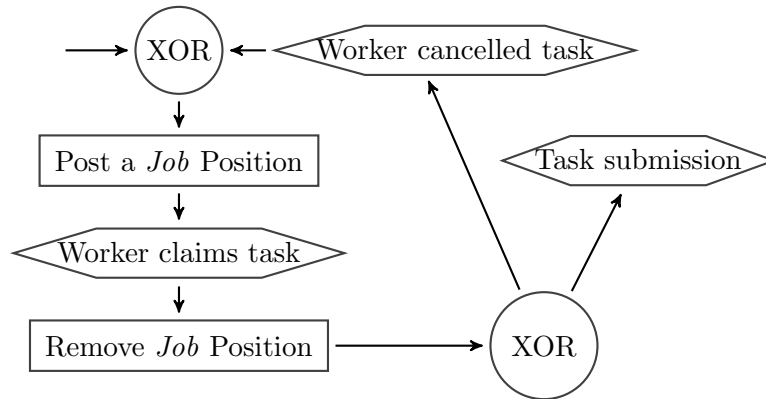 XOR
Worker cancelled task
Post a Job Position
Task submission
Worker claims task
Remove Job Position
XOR